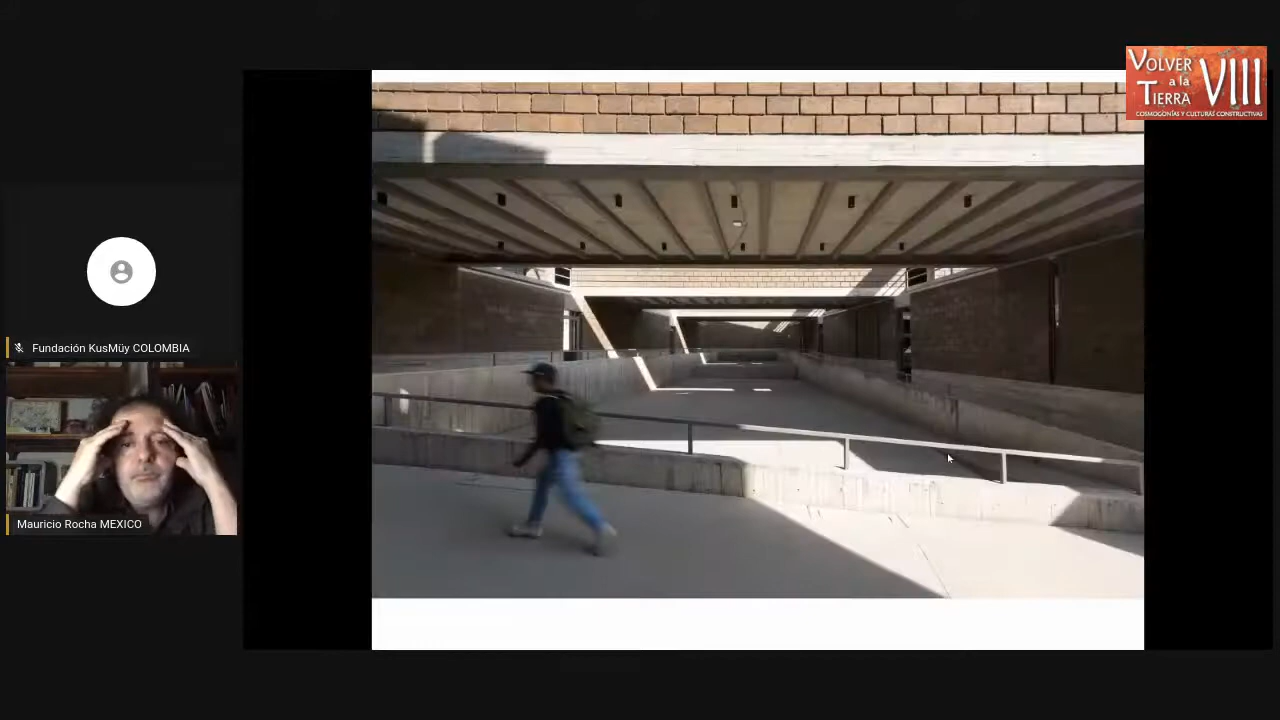 VOLVER
a la
TIERRA
VIII
COSMOGONÍAS Y CULTURAS CONSTRUCTIVAS
Fundación KusMüy COLOMBIA
Mauricio Rocha MEXICO